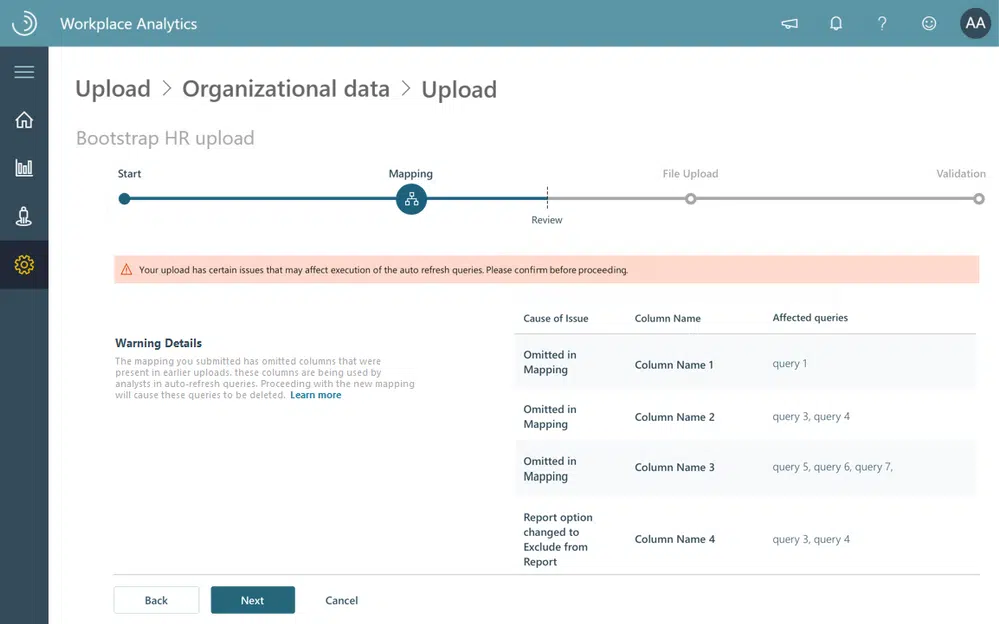 Workplace Analytics
?
AA
Upload > Organizational data > Upload
Bootstrap HR upload
Start
Mapping
File Upload
Validation
Review
Your upload has certain issues that may affect execution of the auto refresh queries. Please confirm before proceeding.
Warning Details
The mapping you submitted has omitted columns that were
present in earlier uploads. these columns are being used by
analysts in auto-refresh queries. Proceeding with the new mapping
will cause these queries to be deleted. Learn more
Cause of Issue
Column Name
Affected queries
Omitted in
Mapping
Column Name 1
query 1
Omitted in
Mapping
Column Name 2
query 3, query 4
Omitted in
Mapping
Column Name 3
query 5, query 6, query 7,
Report option
changed to
Exclude from
Report
Column Name 4
query 3, query 4
Back
Next
Cancel